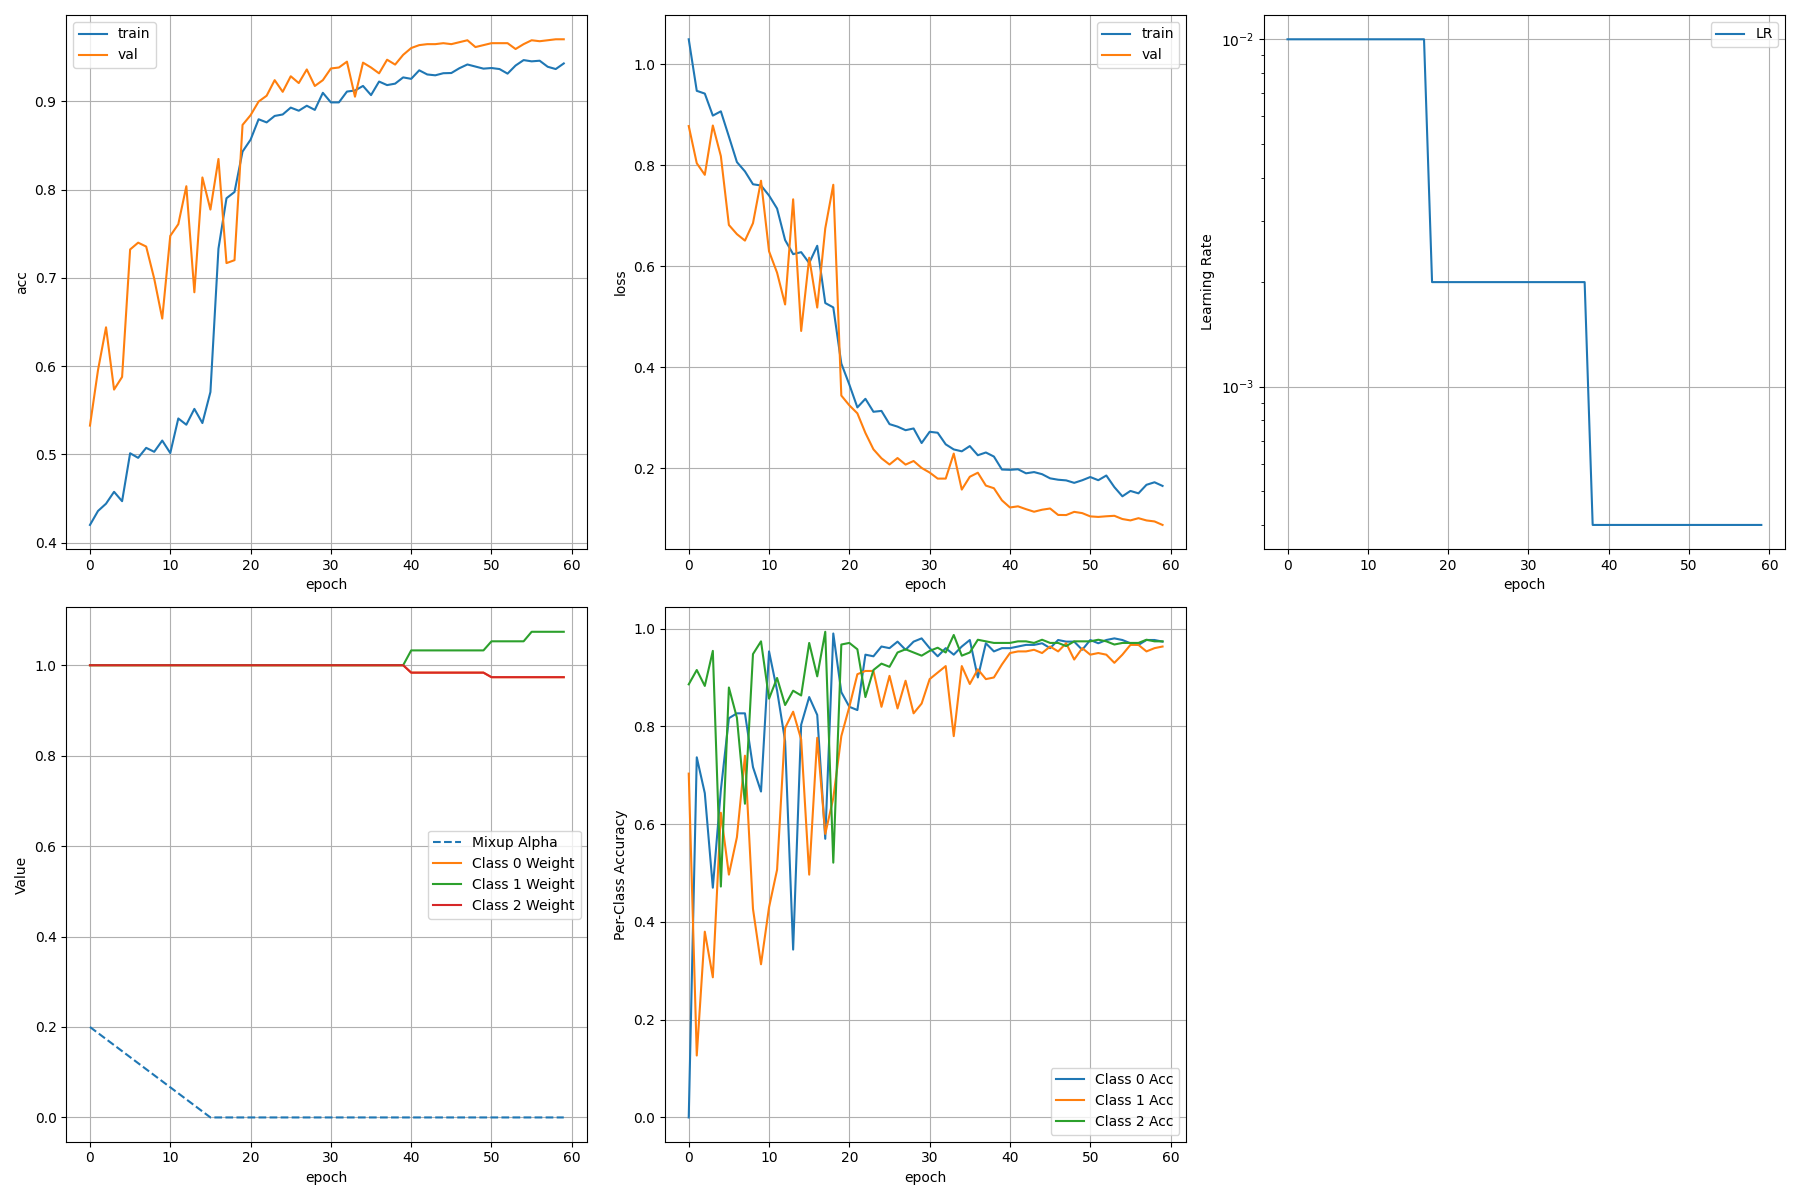 train
val
acc
0.9
0.8
0.7
0.6
0.5
0.4
0 10 20 30 40 50 60
epoch
train
val
loss
1.0
0.8
0.6
0.4
0.2
0 10 20 30 40 50 60
epoch
LR
Learning Rate
10⁻²
10⁻³
0 10 20 30 40 50 60
epoch
Value
1.0
0.8
0.6
0.4
0.2
0.0
Mixup Alpha
Class 0 Weight
Class 1 Weight
Class 2 Weight
0 10 20 30 40 50 60
epoch
Per-Class Accuracy
1.0
0.8
0.6
0.4
0.2
0.0
Class 0 Acc
Class 1 Acc
Class 2 Acc
0 10 20 30 40 50 60
epoch